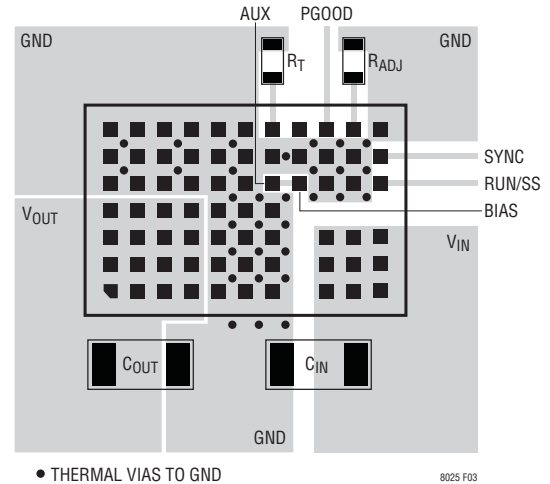 AUX PGOOD
GND
GND
R_T
R_ADJ
SYNC
RUN/SS
BIAS
V_OUT
V_IN
C_OUT
C_IN
GND
● THERMAL VIAS TO GND
8025 F03